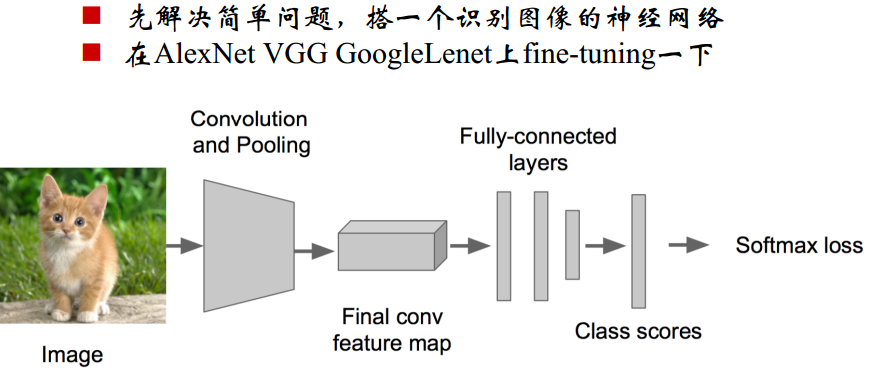 先解决简单问题，搭一个识别图像的神经网络
在AlexNet VGG GoogleLenet上fine-tuning一下
Convolution
and Pooling
Fully-connected
layers
Softmax loss
Final conv
feature map
Class scores
Image